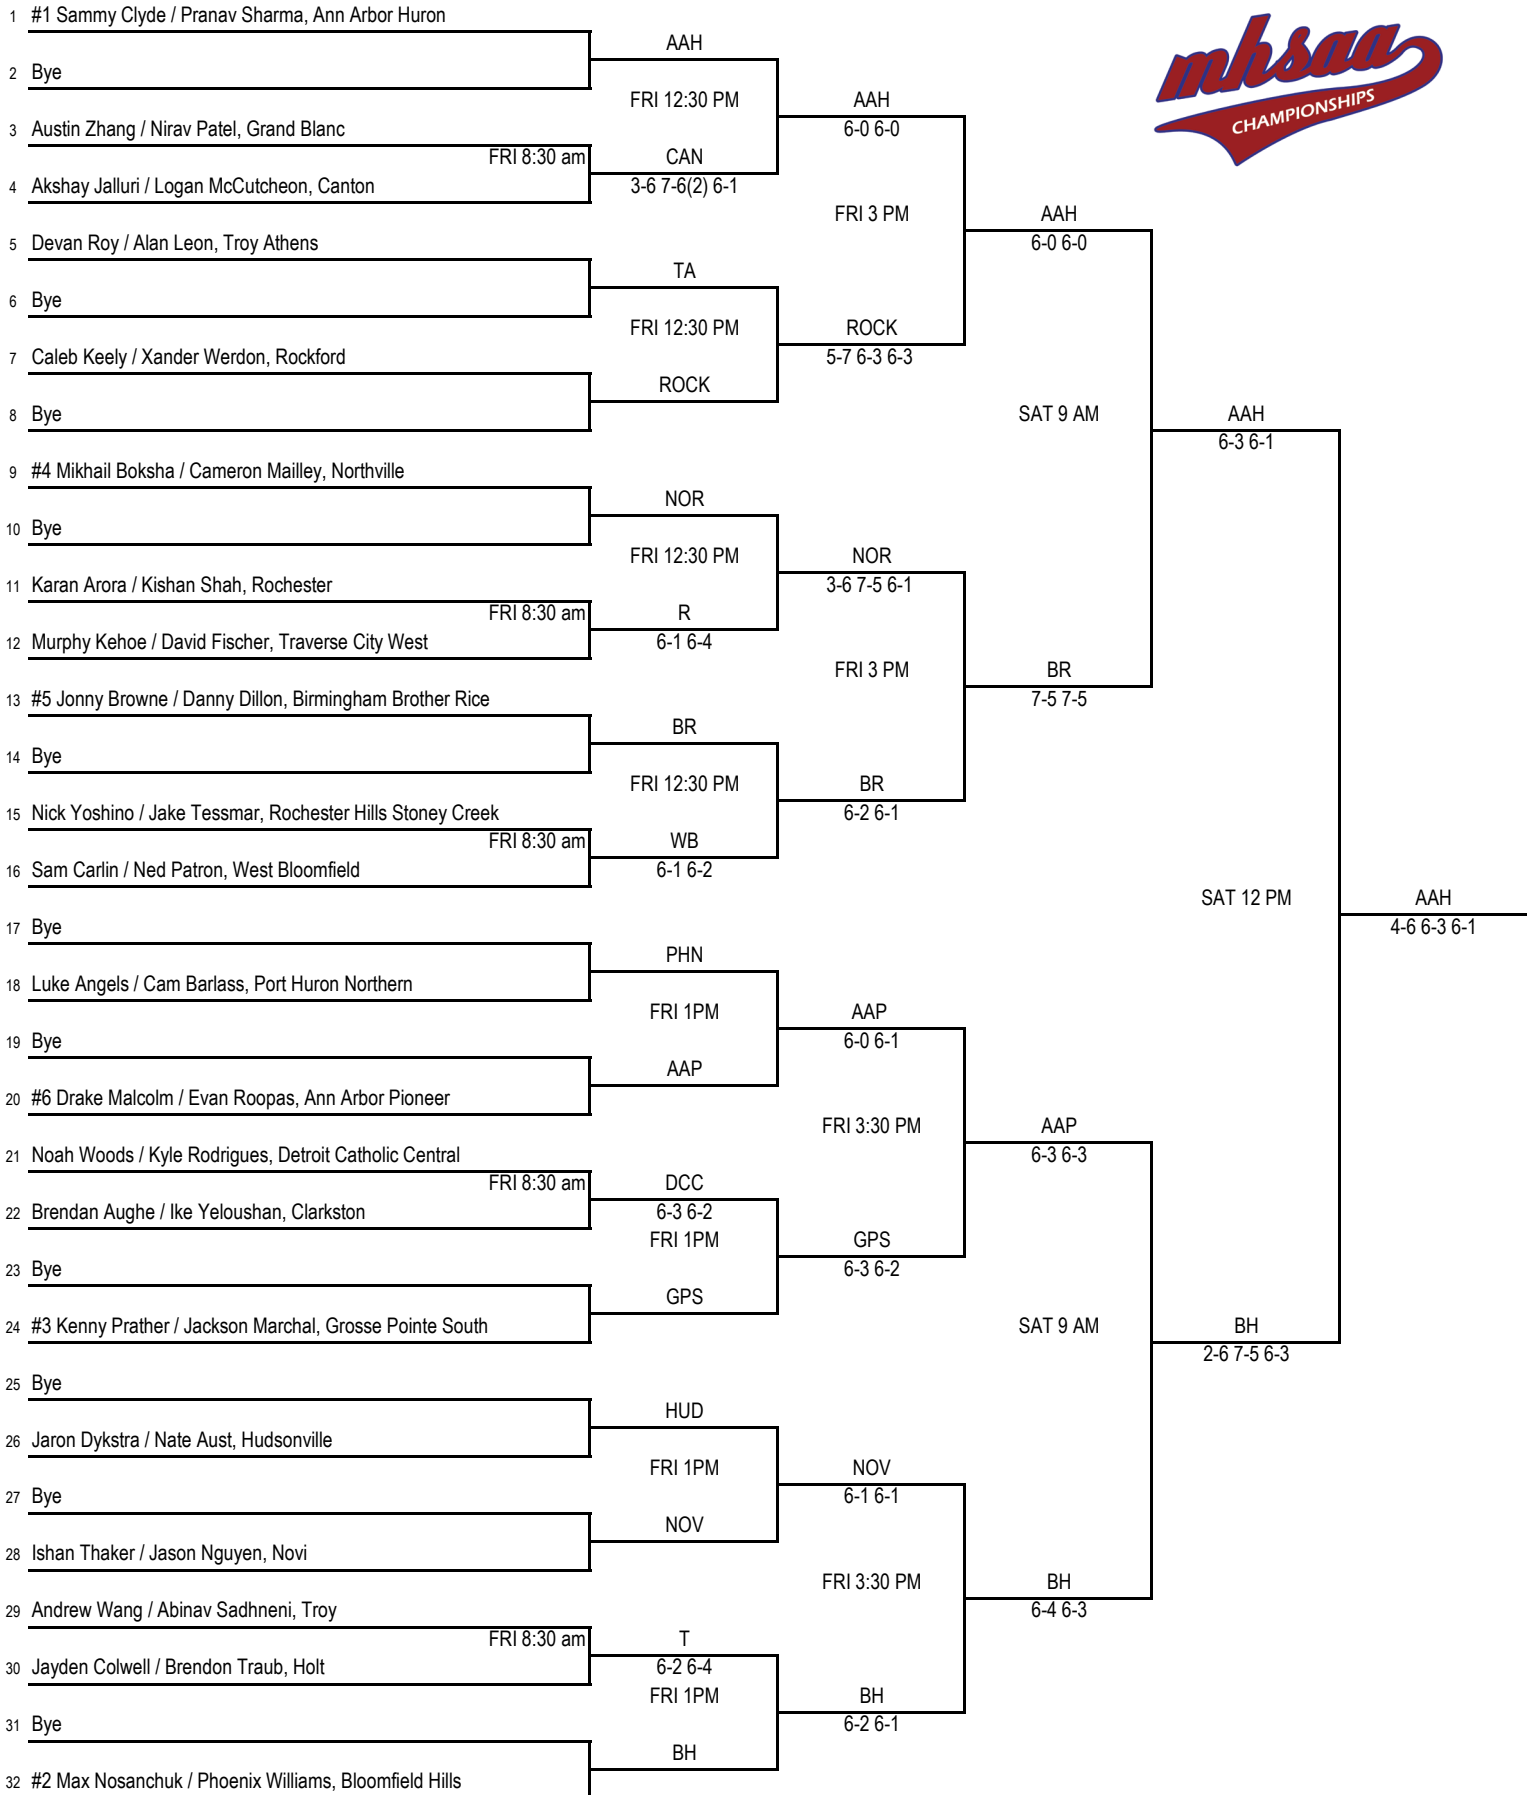 1 #1 Sammy Clyde / Pranav Sharma, Ann Arbor Huron
mhsaa
CHAMPIONSHIPS
AAH
2 Bye
FRI 12:30 PM
AAH
6-0 6-0
3 Austin Zhang / Nirav Patel, Grand Blanc
FRI 8:30 am
CAN
3-6 7-6(2) 6-1
4 Akshay Jalluri / Logan McCutcheon, Canton
FRI 3 PM
AAH
6-0 6-0
5 Devan Roy / Alan Leon, Troy Athens
TA
6 Bye
FRI 12:30 PM
ROCK
5-7 6-3 6-3
7 Caleb Keely / Xander Werdon, Rockford
ROCK
8 Bye
SAT 9 AM
AAH
6-3 6-1
9 #4 Mikhail Boksha / Cameron Mailley, Northville
NOR
10 Bye
FRI 12:30 PM
NOR
3-6 7-5 6-1
11 Karan Arora / Kishan Shah, Rochester
FRI 8:30 am
R
6-1 6-4
12 Murphy Kehoe / David Fischer, Traverse City West
FRI 3 PM
BR
7-5 7-5
13 #5 Jonny Browne / Danny Dillon, Birmingham Brother Rice
BR
14 Bye
FRI 12:30 PM
BR
6-2 6-1
15 Nick Yoshino / Jake Tessmar, Rochester Hills Stoney Creek
FRI 8:30 am
WB
6-1 6-2
16 Sam Carlin / Ned Patron, West Bloomfield
SAT 12 PM
AAH
4-6 6-3 6-1
17 Bye
PHN
18 Luke Angels / Cam Barlass, Port Huron Northern
FRI 1PM
AAP
6-0 6-1
19 Bye
AAP
20 #6 Drake Malcolm / Evan Roopas, Ann Arbor Pioneer
FRI 3:30 PM
AAP
6-3 6-3
21 Noah Woods / Kyle Rodrigues, Detroit Catholic Central
FRI 8:30 am
DCC
6-3 6-2
22 Brendan Aughe / Ike Yeloushan, Clarkston
FRI 1PM
GPS
6-3 6-2
23 Bye
GPS
24 #3 Kenny Prather / Jackson Marchal, Grosse Pointe South
SAT 9 AM
BH
2-6 7-5 6-3
25 Bye
HUD
26 Jaron Dykstra / Nate Aust, Hudsonville
FRI 1PM
NOV
6-1 6-1
27 Bye
NOV
28 Ishan Thaker / Jason Nguyen, Novi
FRI 3:30 PM
BH
6-4 6-3
29 Andrew Wang / Abinav Sadhneni, Troy
FRI 8:30 am
T
6-2 6-4
30 Jayden Colwell / Brendon Traub, Holt
FRI 1PM
BH
6-2 6-1
31 Bye
BH
32 #2 Max Nosanchuk / Phoenix Williams, Bloomfield Hills